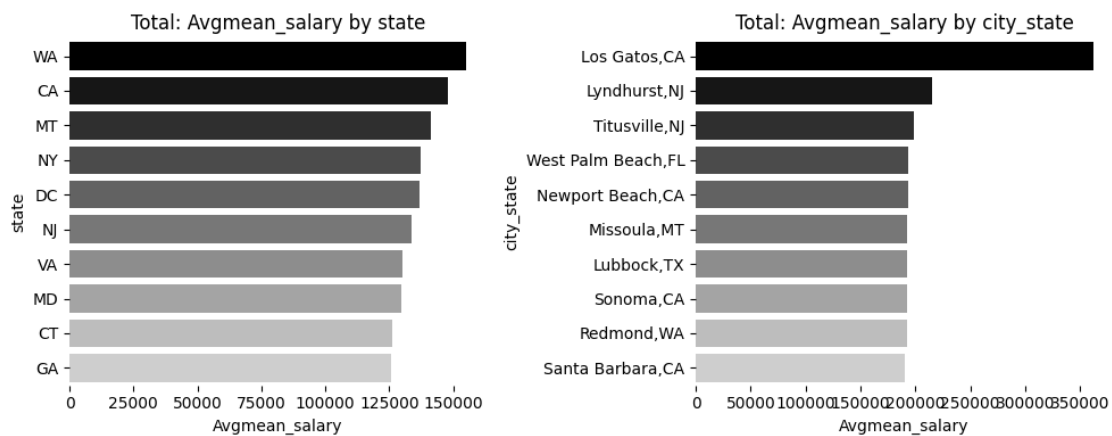 Total: Avgmean_salary by state
WA
CA
MT
NY
DC
NJ
VA
MD
CT
GA
state
0 25000 50000 75000 100000 125000 150000
Avgmean_salary
Total: Avgmean_salary by city_state
Los Gatos,CA
Lyndhurst,NJ
Titusville,NJ
West Palm Beach,FL
Newport Beach,CA
Missoula,MT
Lubbock,TX
Sonoma,CA
Redmond,WA
Santa Barbara,CA
city_state
0 50000 100000 150000 200000 250000 300000 350000
Avgmean_salary